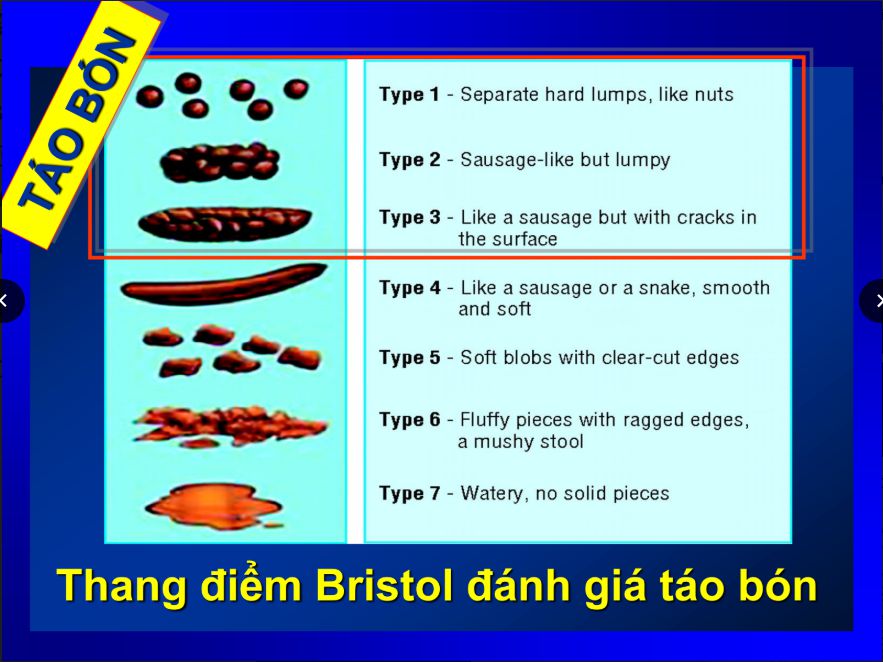 TÁO BÓN
Type 1 - Separate hard lumps, like nuts
Type 2 - Sausage-like but lumpy
Type 3 - Like a sausage but with cracks in
the surface
Type 4 - Like a sausage or a snake, smooth
and soft
Type 5 - Soft blobs with clear-cut edges
Type 6 - Fluffy pieces with ragged edges,
a mushy stool
Type 7 - Watery, no solid pieces
Thang điểm Bristol đánh giá táo bón